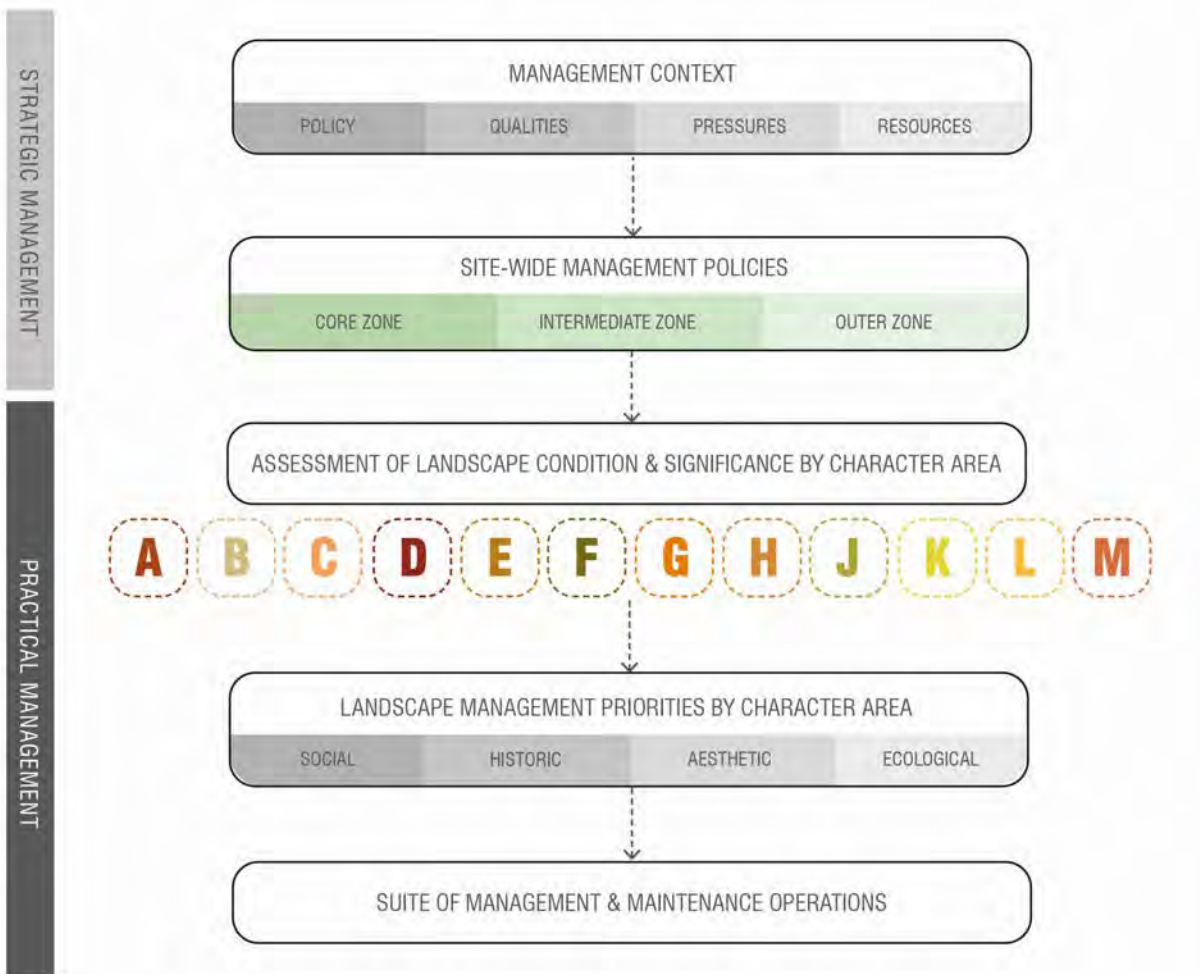 STRATEGIC MANAGEMENT
MANAGEMENT CONTEXT
POLICY QUALITIES PRESSURES RESOURCES
SITE-WIDE MANAGEMENT POLICIES
CORE ZONE INTERMEDIATE ZONE OUTER ZONE
PRACTICAL MANAGEMENT
ASSESSMENT OF LANDSCAPE CONDITION & SIGNIFICANCE BY CHARACTER AREA
A B C D E F G H J K L M
LANDSCAPE MANAGEMENT PRIORITIES BY CHARACTER AREA
SOCIAL HISTORIC AESTHETIC ECOLOGICAL
SUITE OF MANAGEMENT & MAINTENANCE OPERATIONS